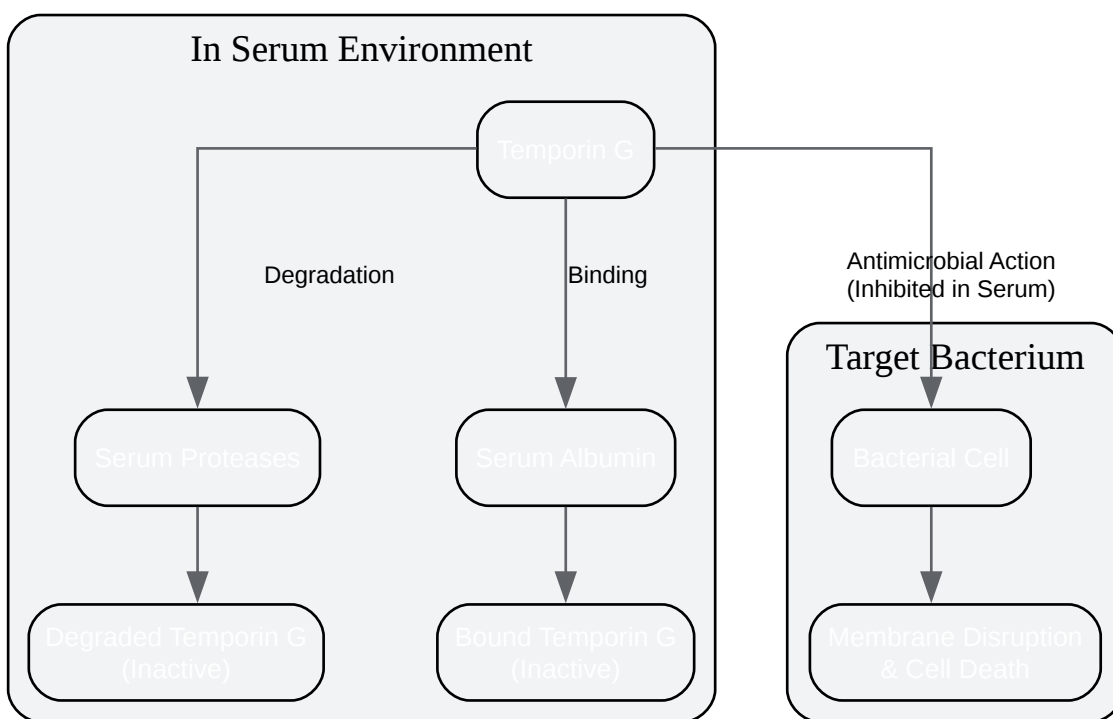 In Serum Environment
Temporin G
Degradation
Binding
Antimicrobial Action
(Inhibited in Serum)
Target Bacterium
Serum Proteases
Serum Albumin
Bacterial Cell
Degraded Temporin G
(Inactive)
Bound Temporin G
(Inactive)
Membrane Disruption
& Cell Death